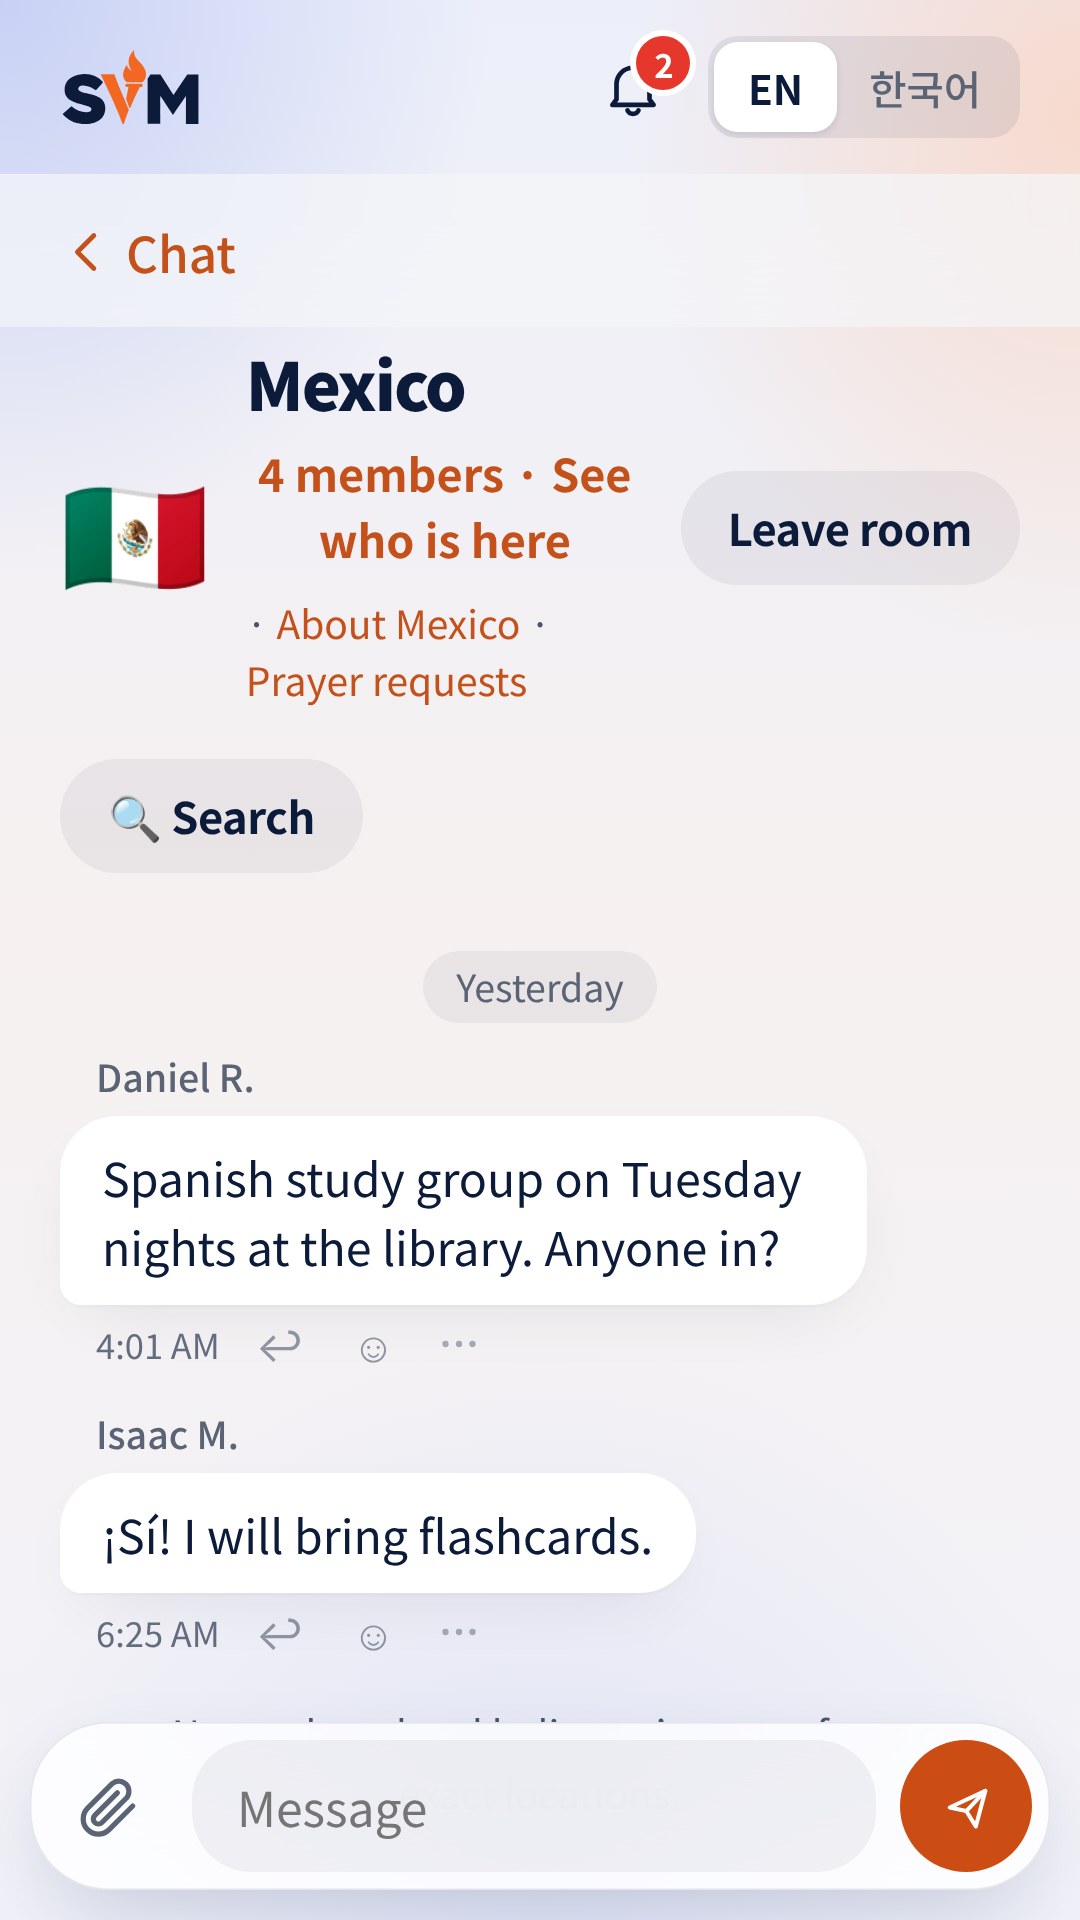 SVM
2
EN
한국어
Chat
Mexico
4 members · See
who is here
· About Mexico ·
Prayer requests
Leave room
🔍 Search
Yesterday
Daniel R.
Spanish study group on Tuesday
nights at the library. Anyone in?
4:01 AM
Isaac M.
¡Sí! I will bring flashcards.
6:25 AM
Message